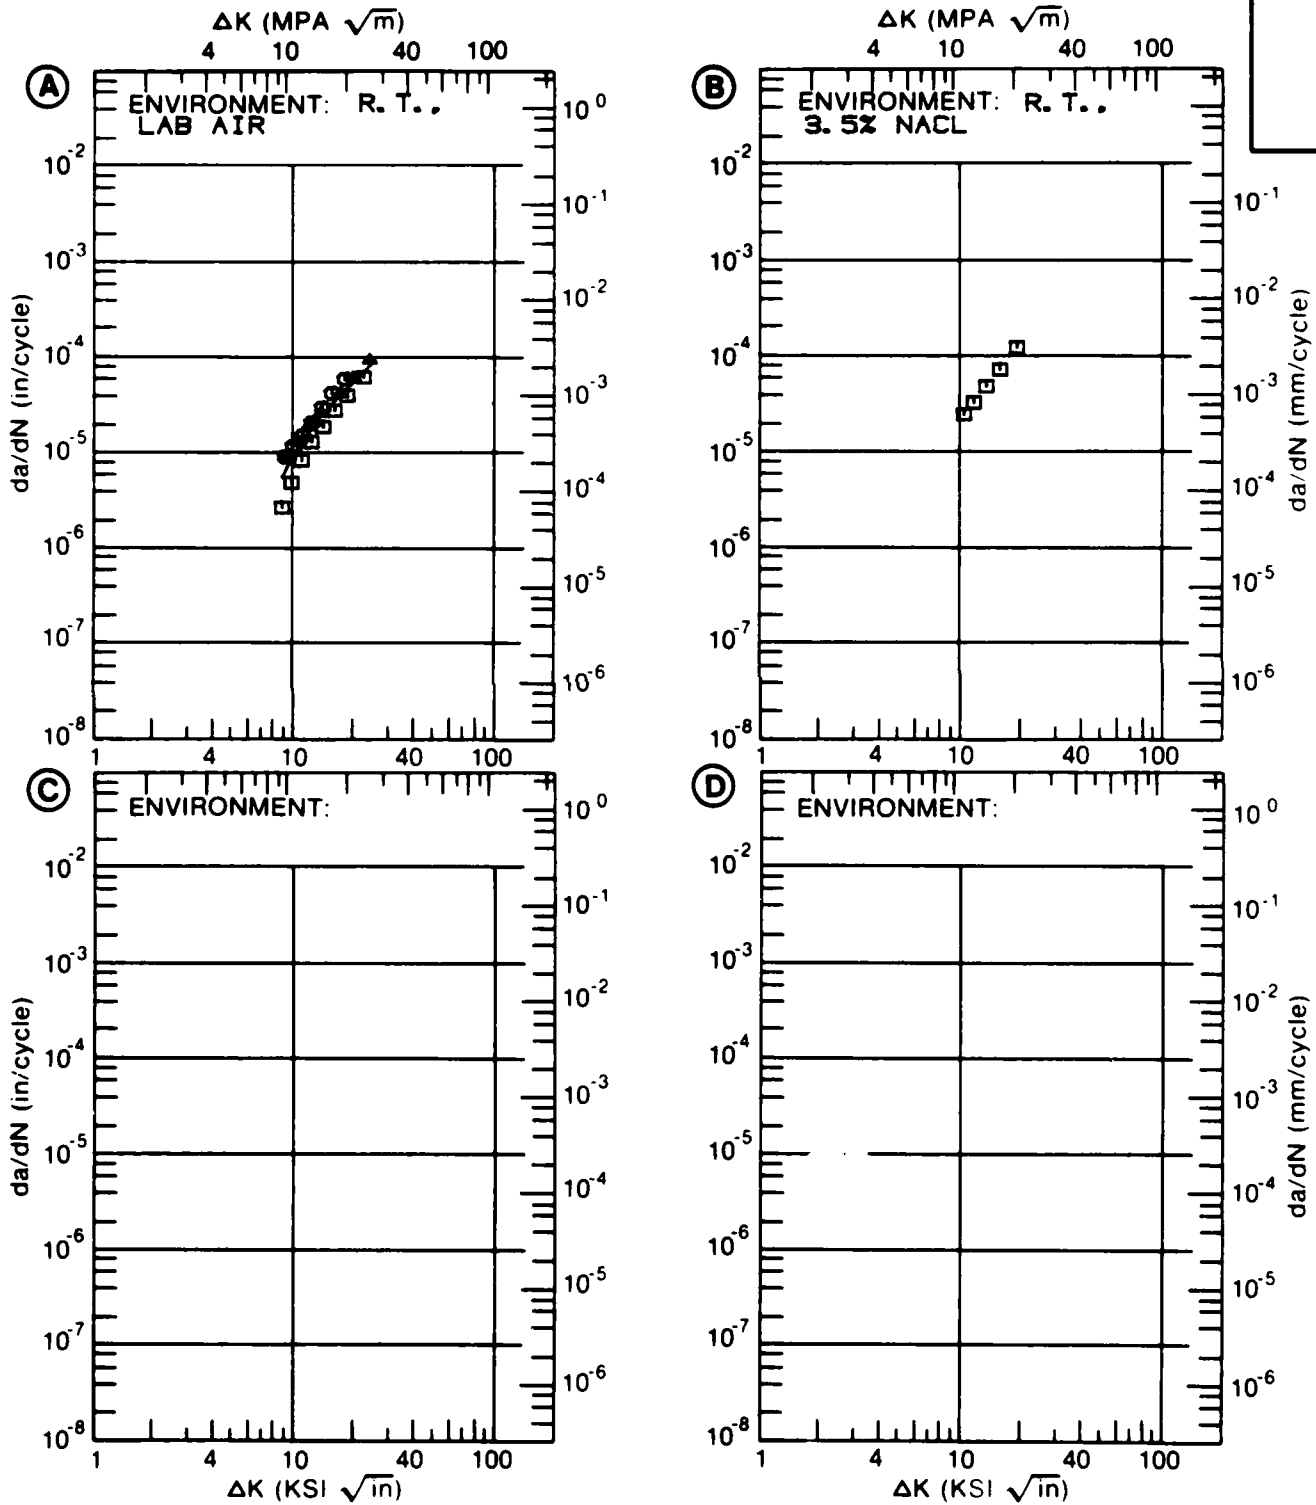 ΔK (MPA √m) ΔK (MPA √m)
4 10 40 100 4 10 40 100
A B
ENVIRONMENT: R. T., ENVIRONMENT: R. T.,
LAB AIR 3. 5% NACL
10⁰
10⁻² 10⁻²
10⁻¹ 10⁻¹
10⁻³ 10⁻³
10⁻² 10⁻²
10⁻⁴ 10⁻⁴
10⁻³ 10⁻³
10⁻⁵ 10⁻⁵
10⁻⁴ 10⁻⁴
10⁻⁶ 10⁻⁶
10⁻⁵ 10⁻⁵
10⁻⁷ 10⁻⁷
10⁻⁶ 10⁻⁶
10⁻⁸ 10⁻⁸
da/dN (in/cycle) da/dN (mm/cycle)
1 4 10 40 100 1 4 10 40 100
C D
ENVIRONMENT: ENVIRONMENT:
10⁰ 10⁰
10⁻² 10⁻²
10⁻¹ 10⁻¹
10⁻³ 10⁻³
10⁻² 10⁻²
10⁻⁴ 10⁻⁴
10⁻³ 10⁻³
10⁻⁵ 10⁻⁵
10⁻⁴ 10⁻⁴
10⁻⁶ 10⁻⁶
10⁻⁵ 10⁻⁵
10⁻⁷ 10⁻⁷
10⁻⁶ 10⁻⁶
10⁻⁸ 10⁻⁸
da/dN (in/cycle) da/dN (mm/cycle)
1 4 10 40 100 1 4 10 40 100
ΔK (KSI √in) ΔK (KSI √in)